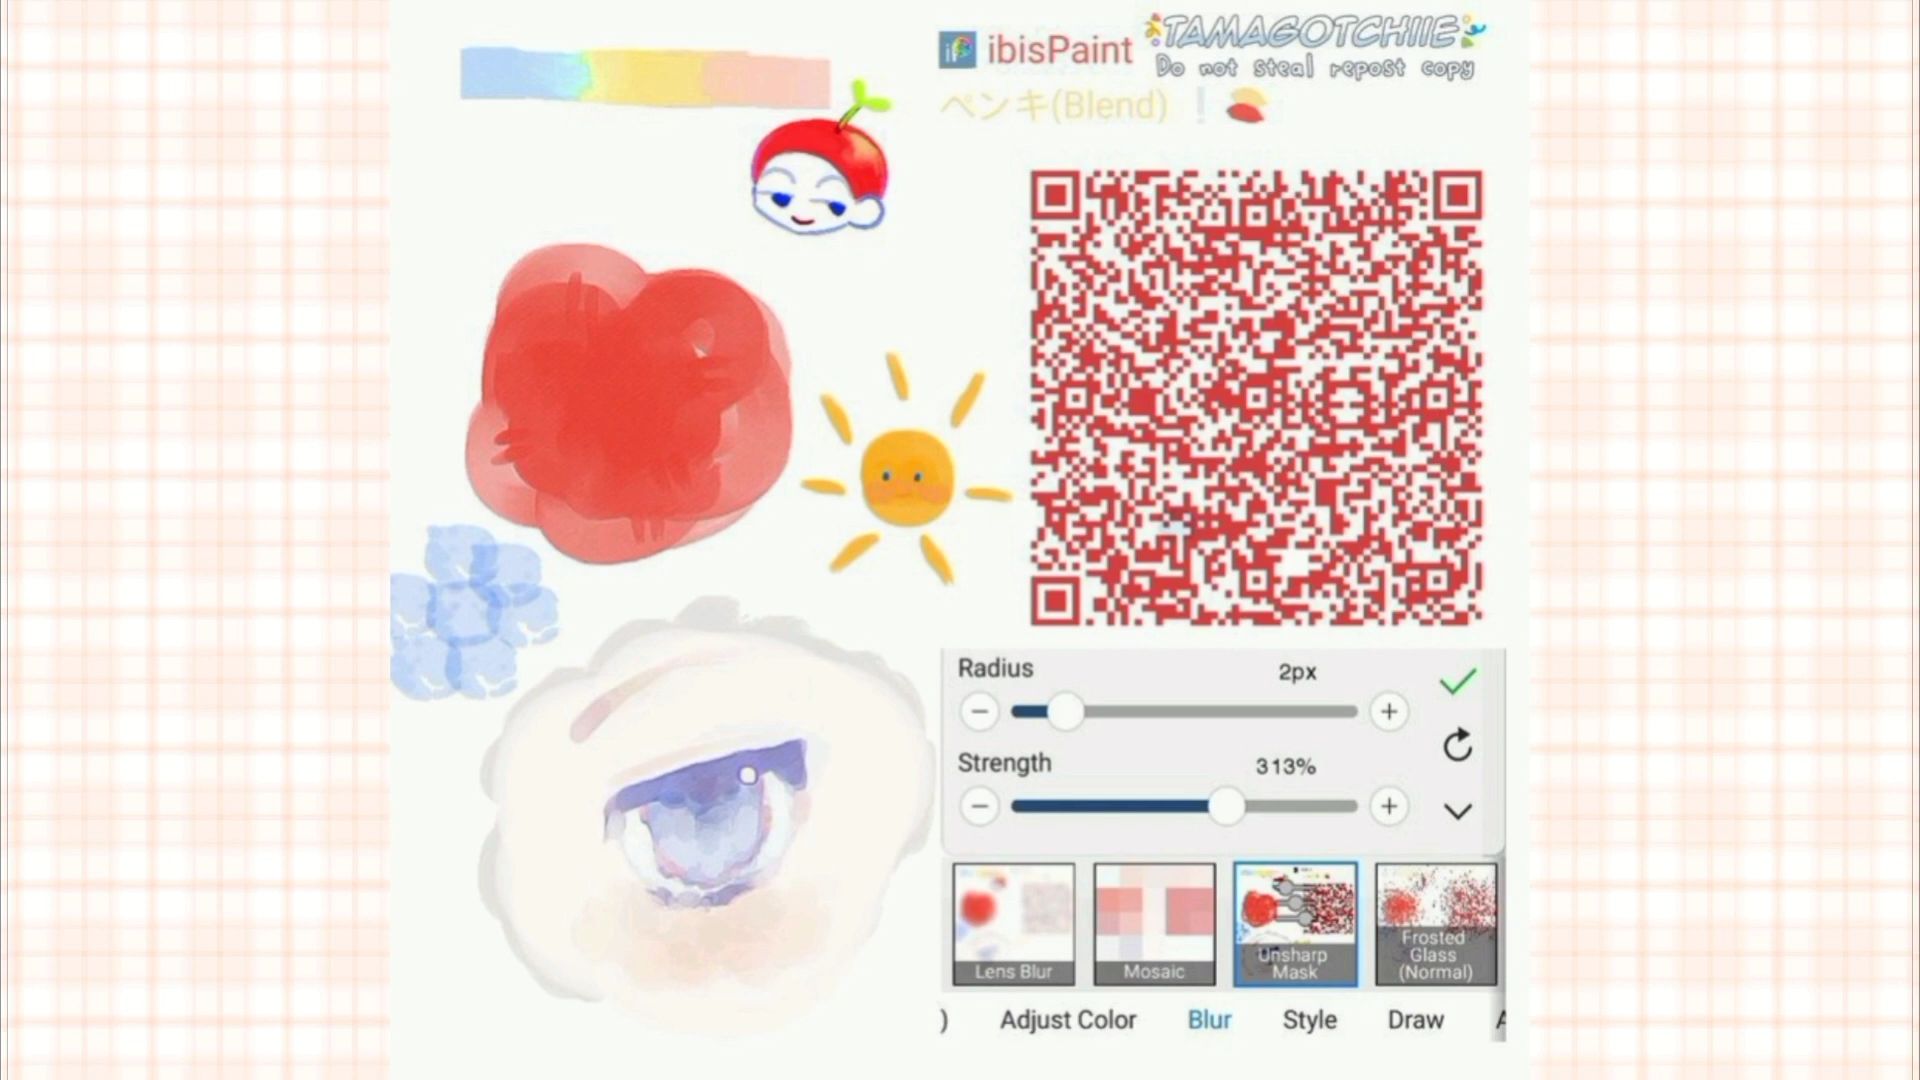 ibisPaint
TAMAGOTCHIIE
Do not steal repost copy
ペンキ(Blend)
Radius 2px
Strength 313%
Lens Blur
Mosaic
Unsharp
Mask
Frosted
Glass
(Normal)
) Adjust Color Blur Style Draw